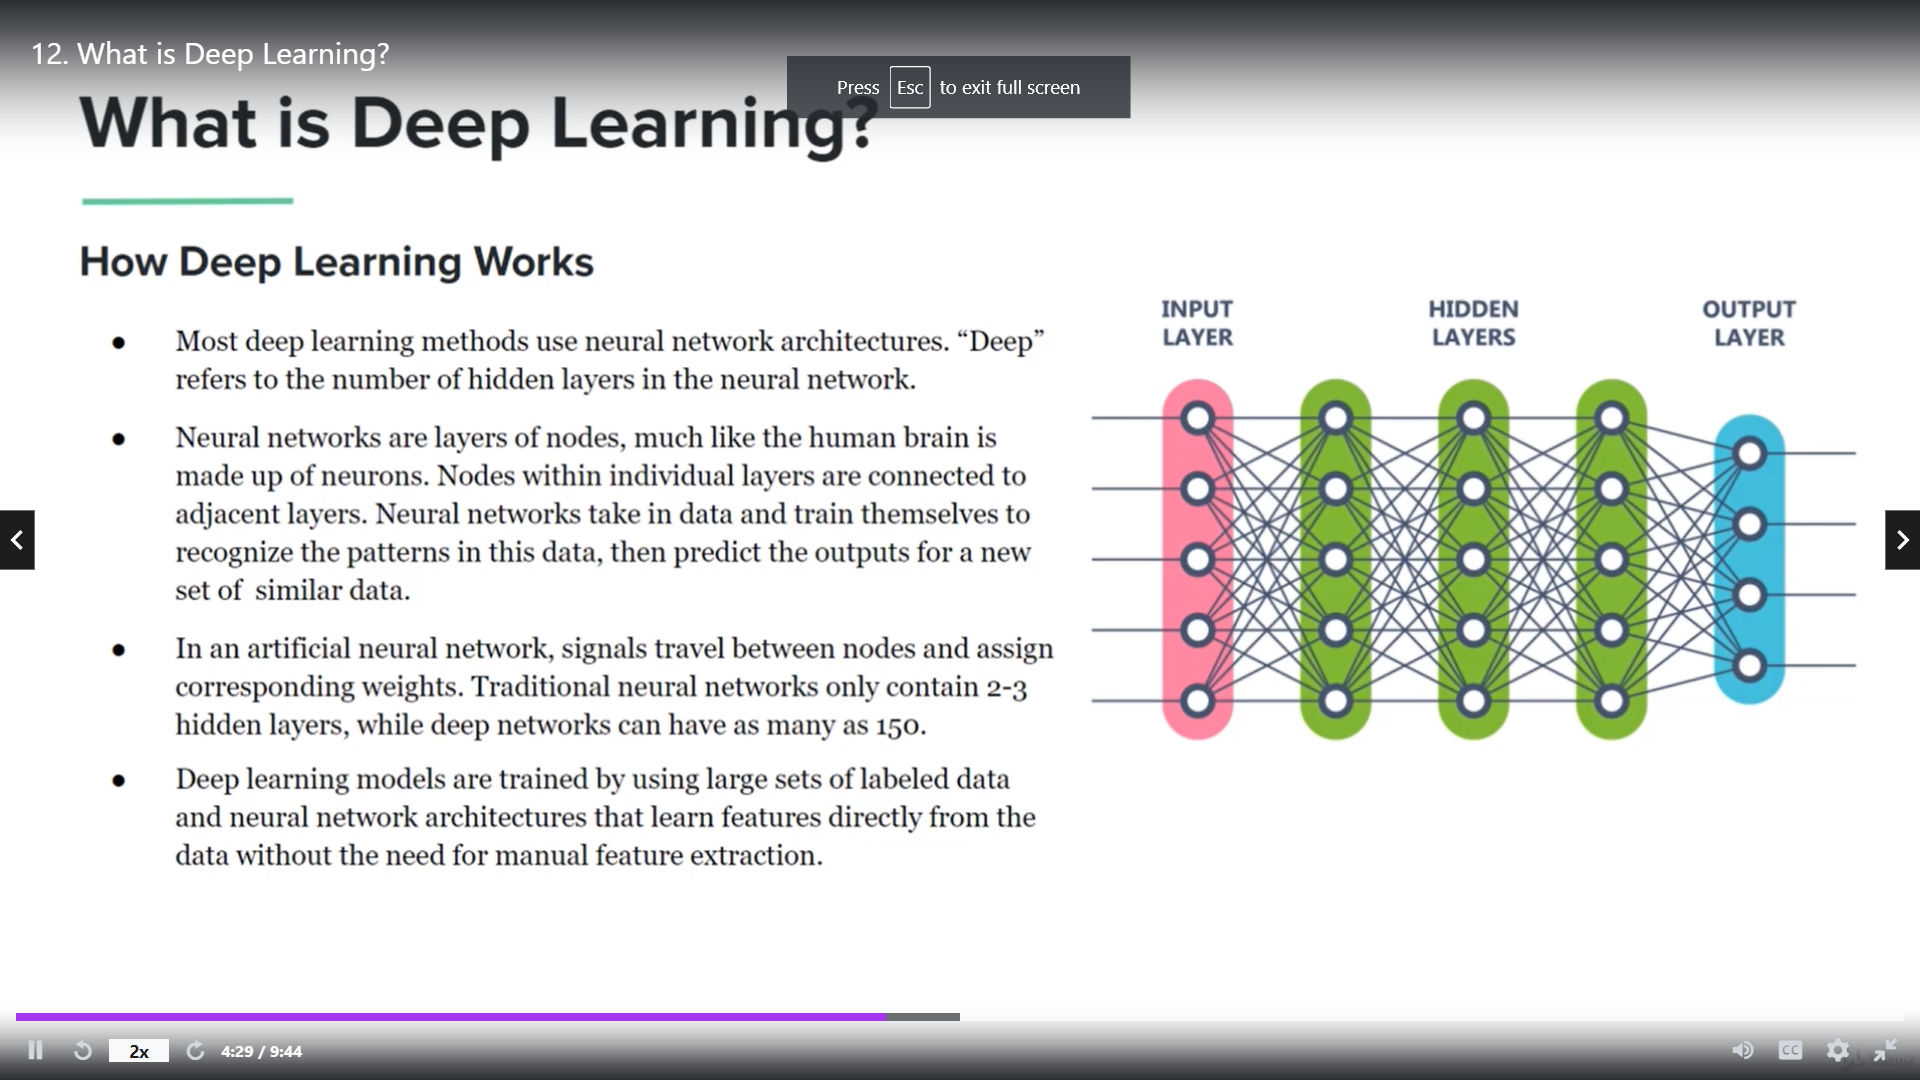 12. What is Deep Learning?
Press Esc to exit full screen
What is Deep Learning?
How Deep Learning Works
● Most deep learning methods use neural network architectures. “Deep”
refers to the number of hidden layers in the neural network.
● Neural networks are layers of nodes, much like the human brain is
made up of neurons. Nodes within individual layers are connected to
adjacent layers. Neural networks take in data and train themselves to
recognize the patterns in this data, then predict the outputs for a new
set of  similar data.
● In an artificial neural network, signals travel between nodes and assign
corresponding weights. Traditional neural networks only contain 2-3
hidden layers, while deep networks can have as many as 150.
● Deep learning models are trained by using large sets of labeled data
and neural network architectures that learn features directly from the
data without the need for manual feature extraction.
INPUT
LAYER
HIDDEN
LAYERS
OUTPUT
LAYER
2x
4:29 / 9:44
CC